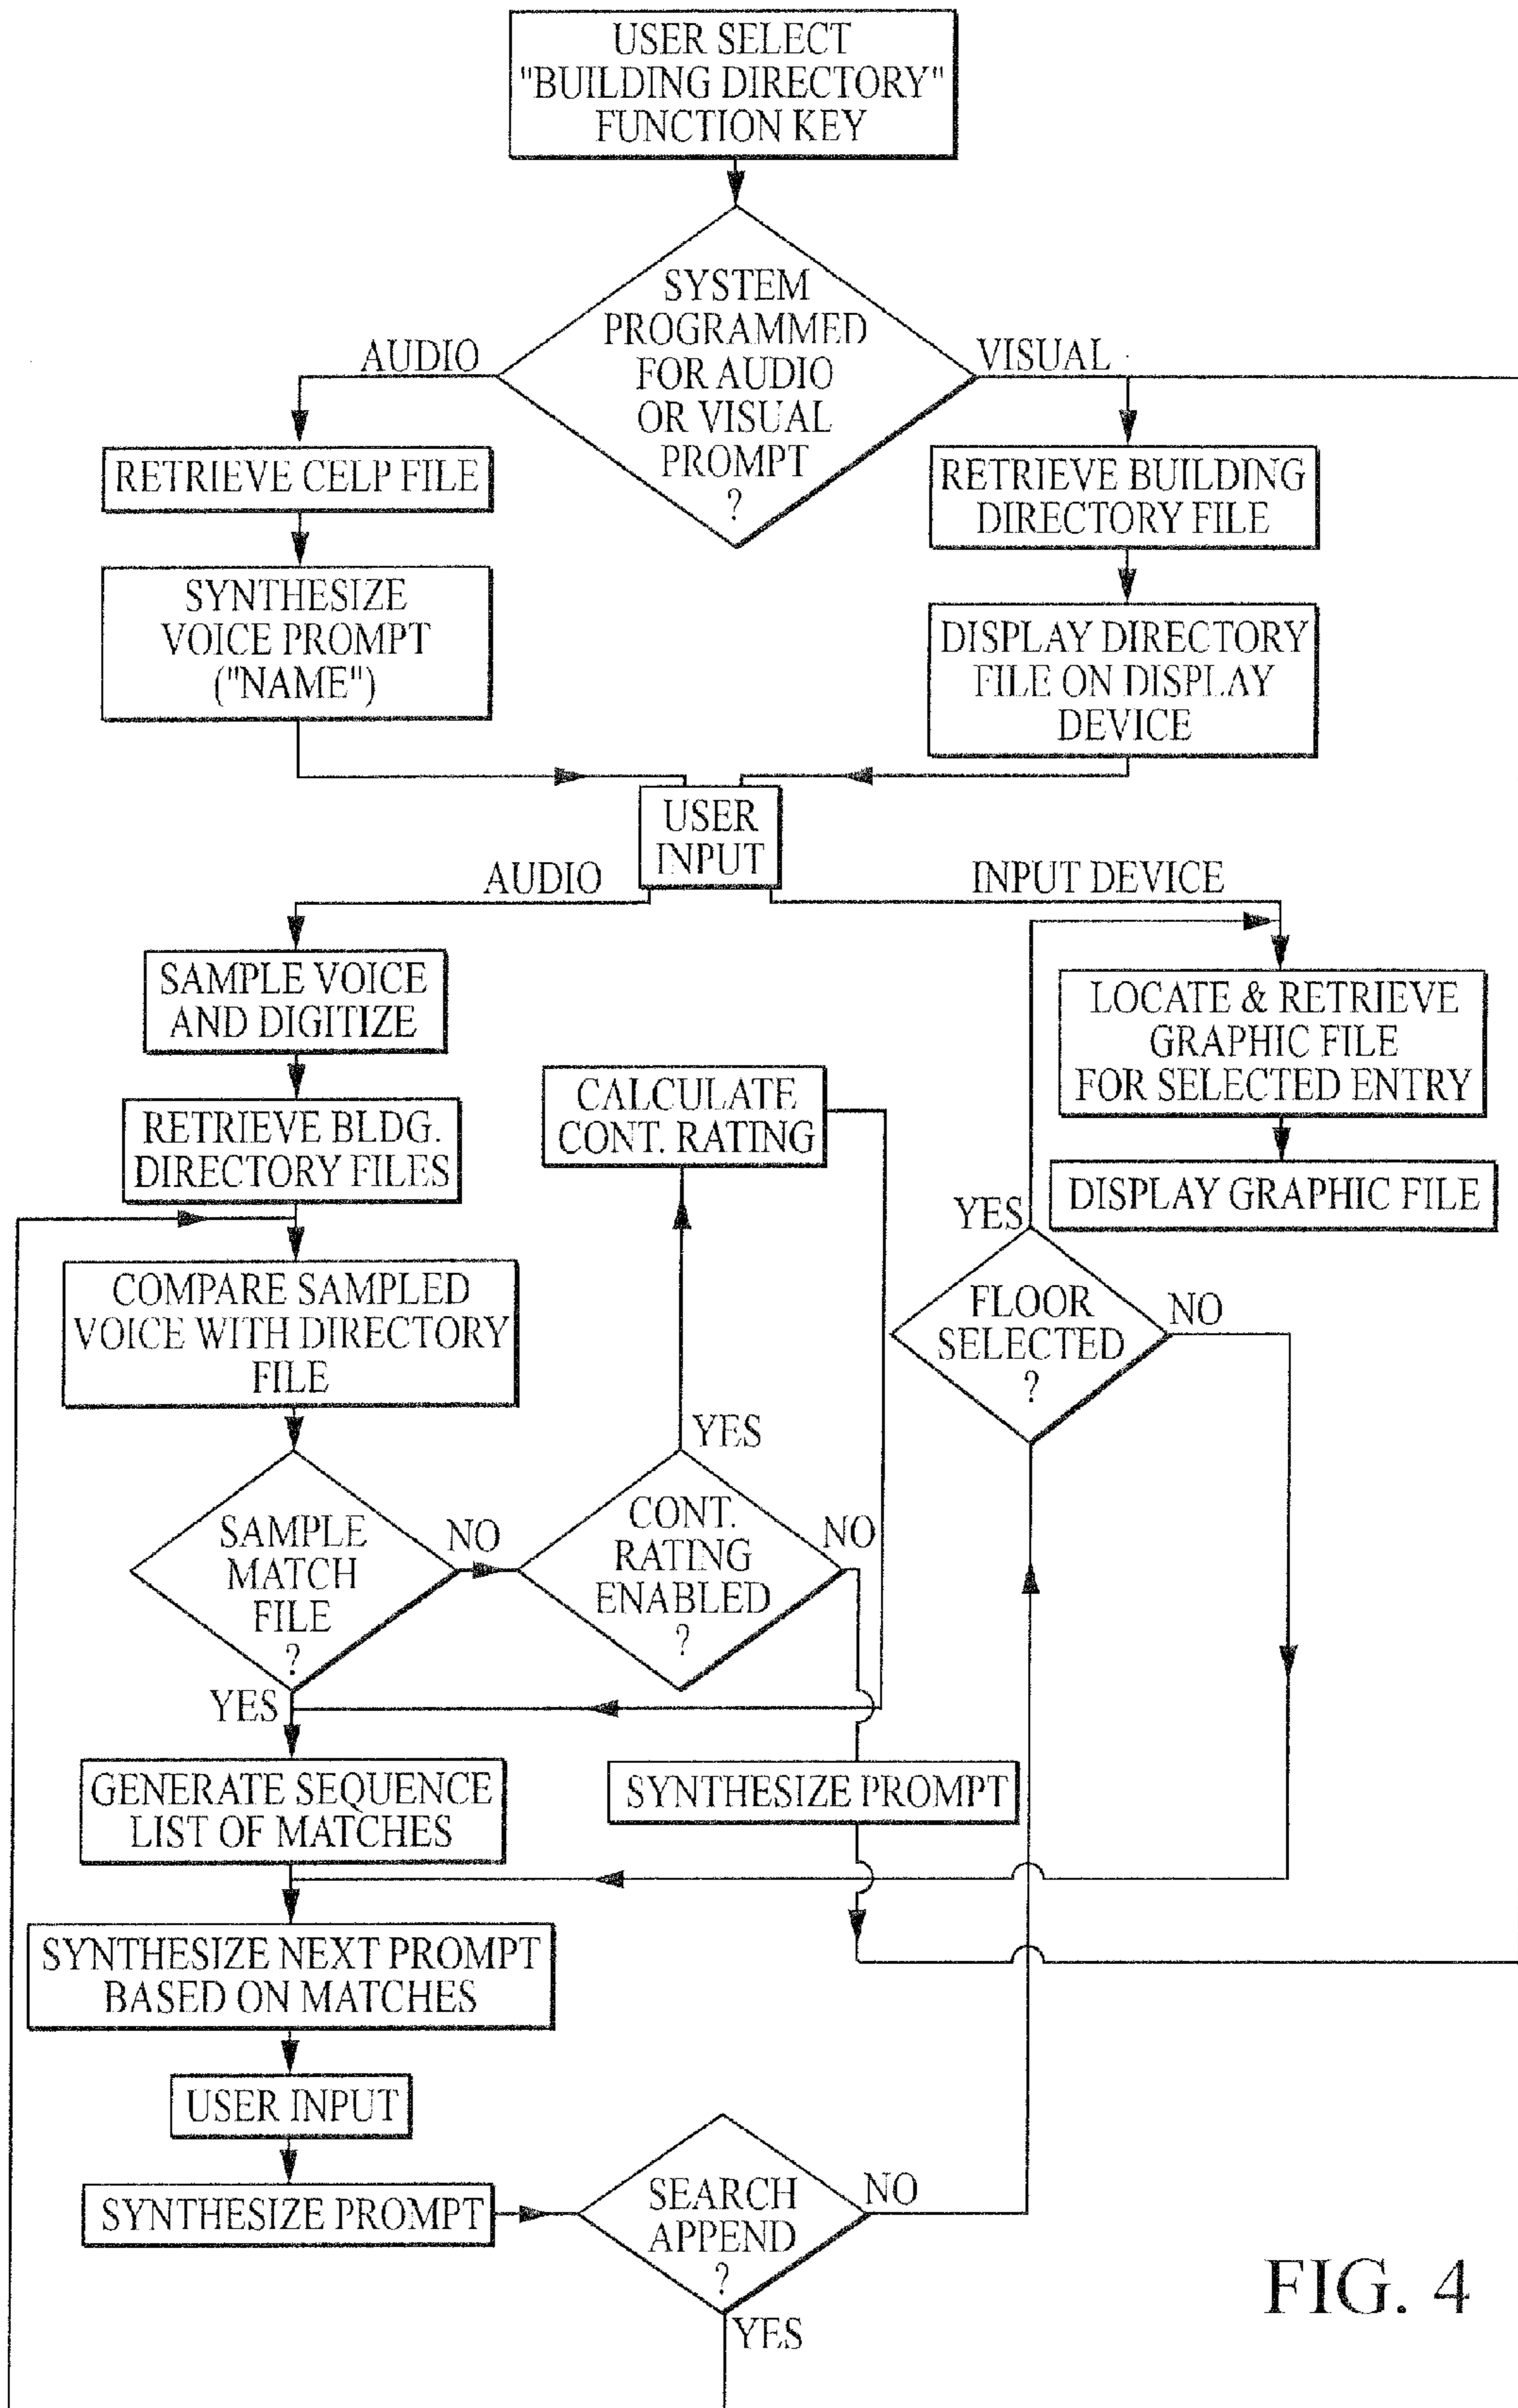 USER SELECT
"BUILDING DIRECTORY"
FUNCTION KEY
SYSTEM
PROGRAMMED
FOR AUDIO
OR VISUAL
PROMPT
?
AUDIO
VISUAL
RETRIEVE CELP FILE
RETRIEVE BUILDING
DIRECTORY FILE
SYNTHESIZE
VOICE PROMPT
("NAME")
DISPLAY DIRECTORY
FILE ON DISPLAY
DEVICE
USER
INPUT
AUDIO
INPUT DEVICE
SAMPLE VOICE
AND DIGITIZE
LOCATE & RETRIEVE
GRAPHIC FILE
FOR SELECTED ENTRY
RETRIEVE BLDG.
DIRECTORY FILES
CALCULATE
CONT. RATING
DISPLAY GRAPHIC FILE
YES
COMPARE SAMPLED
VOICE WITH DIRECTORY
FILE
FLOOR
SELECTED
?
NO
YES
SAMPLE
MATCH
FILE
?
NO
CONT.
RATING
ENABLED
?
NO
YES
GENERATE SEQUENCE
LIST OF MATCHES
SYNTHESIZE PROMPT
SYNTHESIZE NEXT PROMPT
BASED ON MATCHES
USER INPUT
SYNTHESIZE PROMPT
SEARCH
APPEND
?
NO
YES
FIG. 4